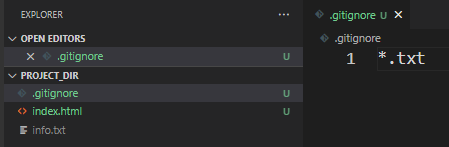 EXPLORER
OPEN EDITORS
.gitignore U
PROJECT_DIR
.gitignore U
index.html U
info.txt
.gitignore U
.gitignore
1 *.txt